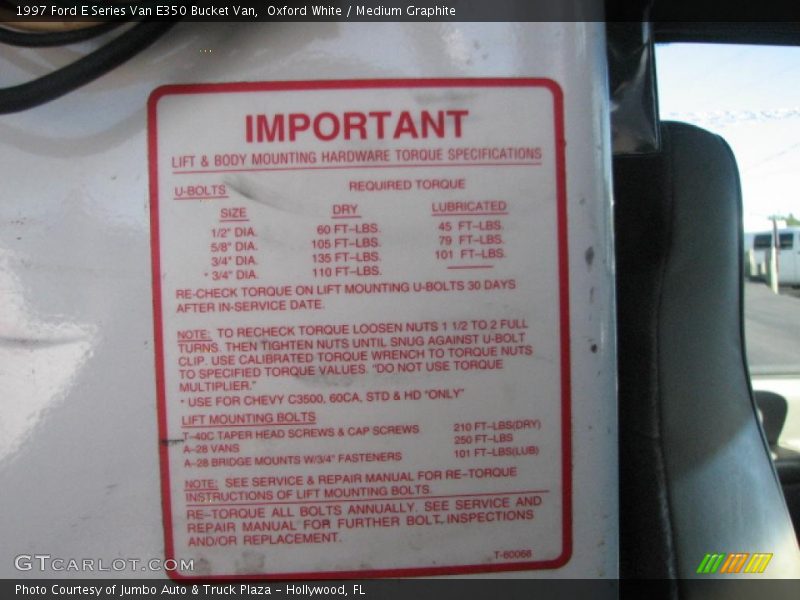 1997 Ford E Series Van E350 Bucket Van,  Oxford White / Medium Graphite
IMPORTANT
LIFT & BODY MOUNTING HARDWARE TORQUE SPECIFICATIONS
U-BOLTS REQUIRED TORQUE
SIZE DRY LUBRICATED
1/2" DIA. 60 FT-LBS. 45 FT-LBS.
5/8" DIA. 105 FT-LBS. 79 FT-LBS.
3/4" DIA. 135 FT-LBS. 101 FT-LBS.
* 3/4" DIA. 110 FT-LBS.
RE-CHECK TORQUE ON LIFT MOUNTING U-BOLTS 30 DAYS
AFTER IN-SERVICE DATE.
NOTE: TO RECHECK TORQUE LOOSEN NUTS 1 1/2 TO 2 FULL
TURNS. THEN TIGHTEN NUTS UNTIL SNUG AGAINST U-BOLT
CLIP. USE CALIBRATED TORQUE WRENCH TO TORQUE NUTS
TO SPECIFIED TORQUE VALUES. "DO NOT USE TORQUE
MULTIPLIER."
* USE FOR CHEVY C3500, 60CA, STD & HD "ONLY"
LIFT MOUNTING BOLTS
T-40C TAPER HEAD SCREWS & CAP SCREWS 210 FT-LBS(DRY)
A-28 VANS 250 FT-LBS
A-28 BRIDGE MOUNTS W/3/4" FASTENERS 101 FT-LBS(LUB)
NOTE: SEE SERVICE & REPAIR MANUAL FOR RE-TORQUE
INSTRUCTIONS OF LIFT MOUNTING BOLTS.
RE-TORQUE ALL BOLTS ANNUALLY. SEE SERVICE AND
REPAIR MANUAL FOR FURTHER BOLT INSPECTIONS
AND/OR REPLACEMENT.
T-60068
GTCarLot.com
Photo Courtesy of Jumbo Auto & Truck Plaza - Hollywood, FL